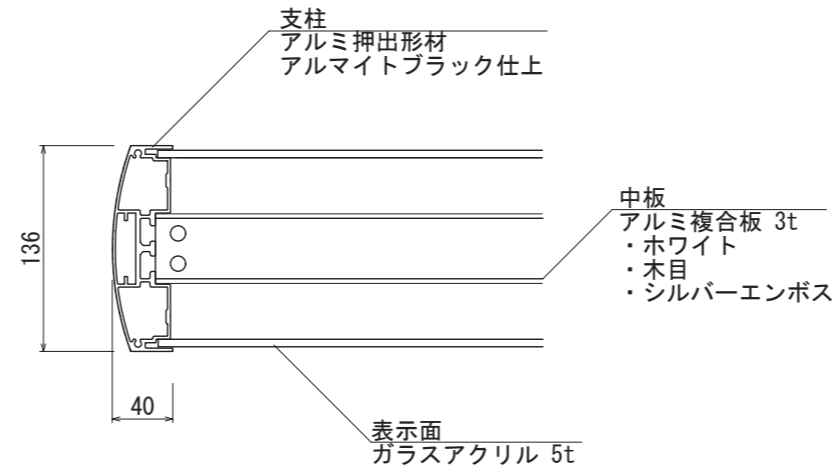 支柱
アルミ押出形材
アルマイトブラック仕上
中板
アルミ複合板 3t
・ホワイト
・木目
・シルバーエンボス
136
40
表示面
ガラスアクリル 5t